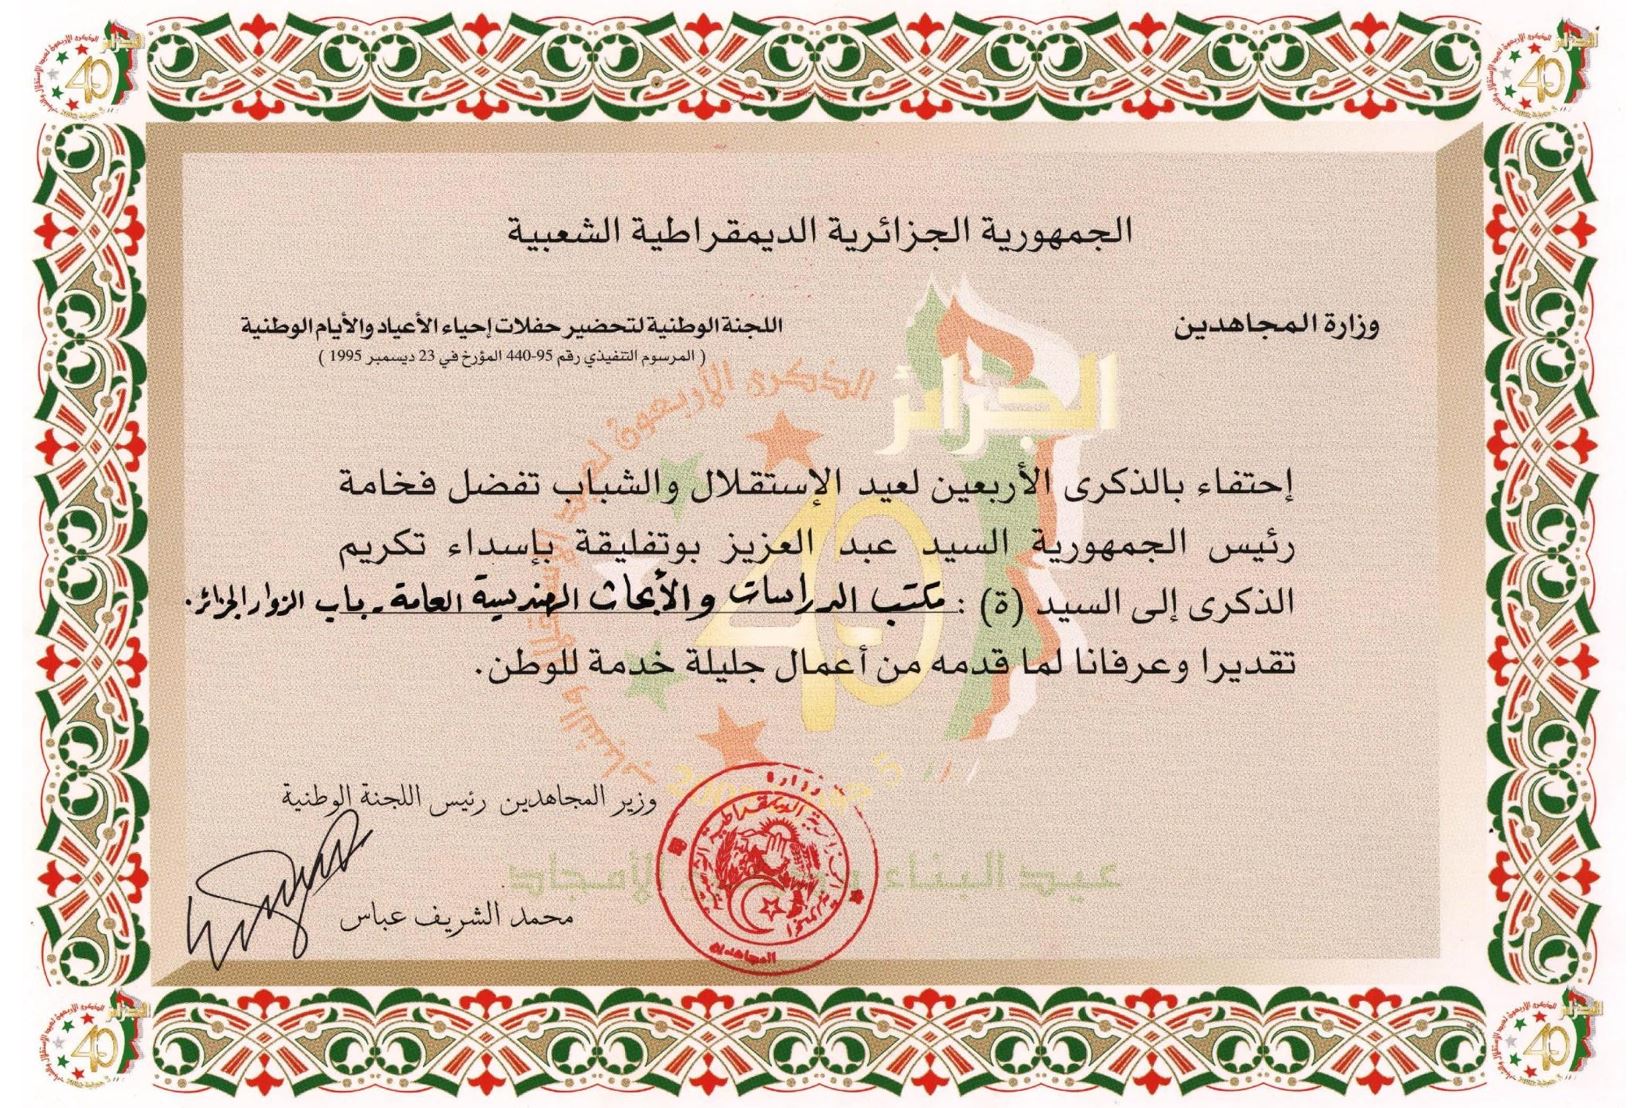 الجمهورية الجزائرية الديمقراطية الشعبية
وزارة المجاهدين
اللجنة الوطنية لتحضير حفلات إحياء الأعياد والأيام الوطنية
( المرسوم التنفيذي رقم 95-440 المؤرخ في 23 ديسمبر 1995 )
الجزائر
الذكرى الأربعون لعيد الإستقلال والشباب
40
إحتفاء بالذكرى الأربعين لعيد الإستقلال والشباب تفضل فخامة
رئيس الجمهورية السيد عبد العزيز بوتفليقة بإسداء تكريم
الذكرى إلى السيد (ة) : مكتب الدراسات والأبحاث الهندسية العامة - باب الزوار الجزائر.
تقديرا وعرفانا لما قدمه من أعمال جليلة خدمة للوطن.
5
وزير المجاهدين رئيس اللجنة الوطنية
عيد البناء
الأمجاد
محمد الشريف عباس
وزارة
المجاهدين